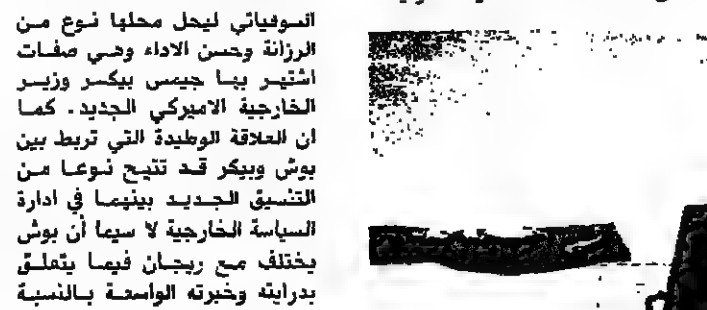 السوفياتي ليحل محلها نوع من
الرزانة وحسن الاداء وهي صفات
اشتهر بها جيمس بيكسر وزير
الخارجية الاميركي الجديد. كما
ان العلاقة الوطيدة التي تربط بين
بوش وبيكر قد تتيح نوعا من
التنسيق الجديد بينهما في ادارة
السياسة الخارجية لا سيما أن بوش
يختلف مع ريجان فيما يتعلق
بدرايته وخبرته الواسعة بالنسبة